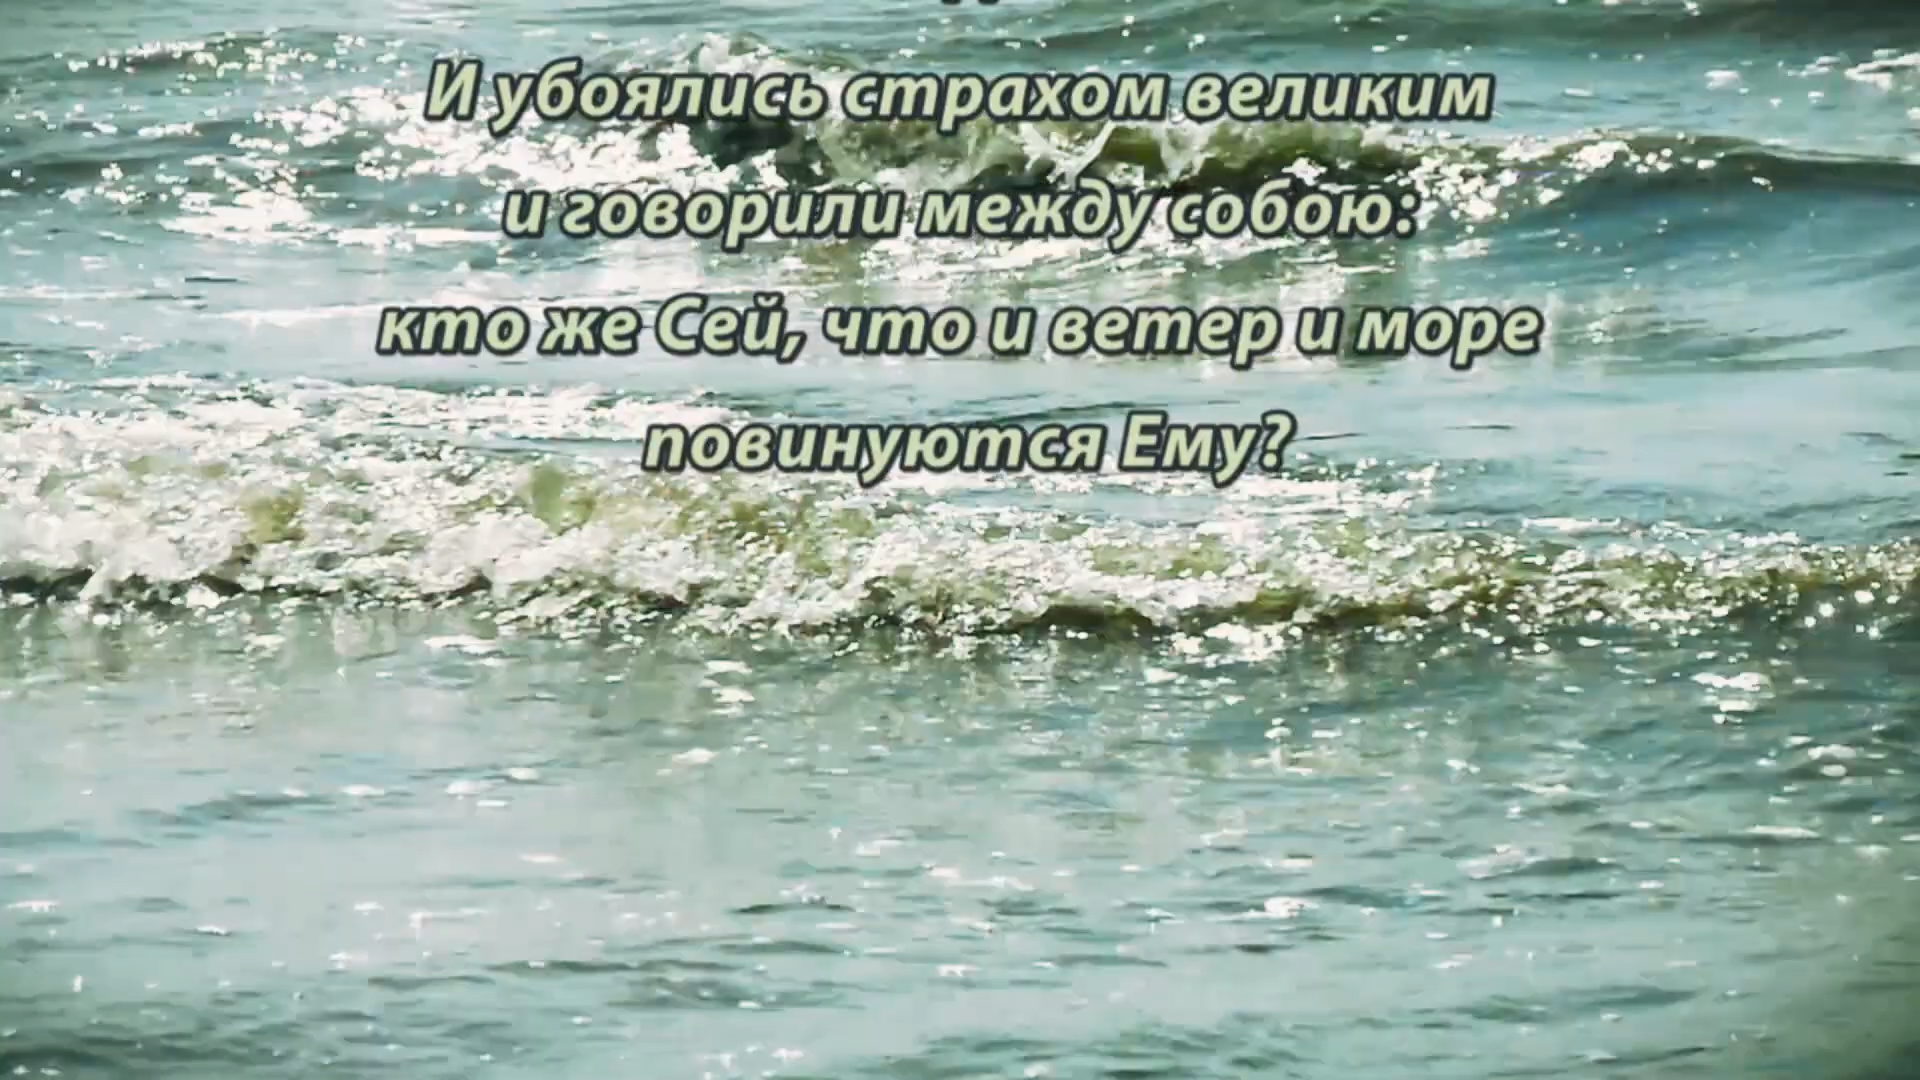 И убоялись страхом великим
и говорили между собою:
кто же Сей, что и ветер и море
повинуются Ему?